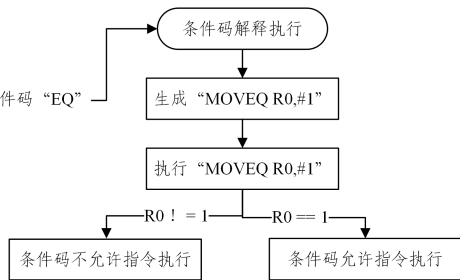 条件码解释执行
件码“EQ”
生成“MOVEQ R0,#1”
执行“MOVEQ R0,#1”
R0！= 1
R0 == 1
条件码不允许指令执行
条件码允许指令执行